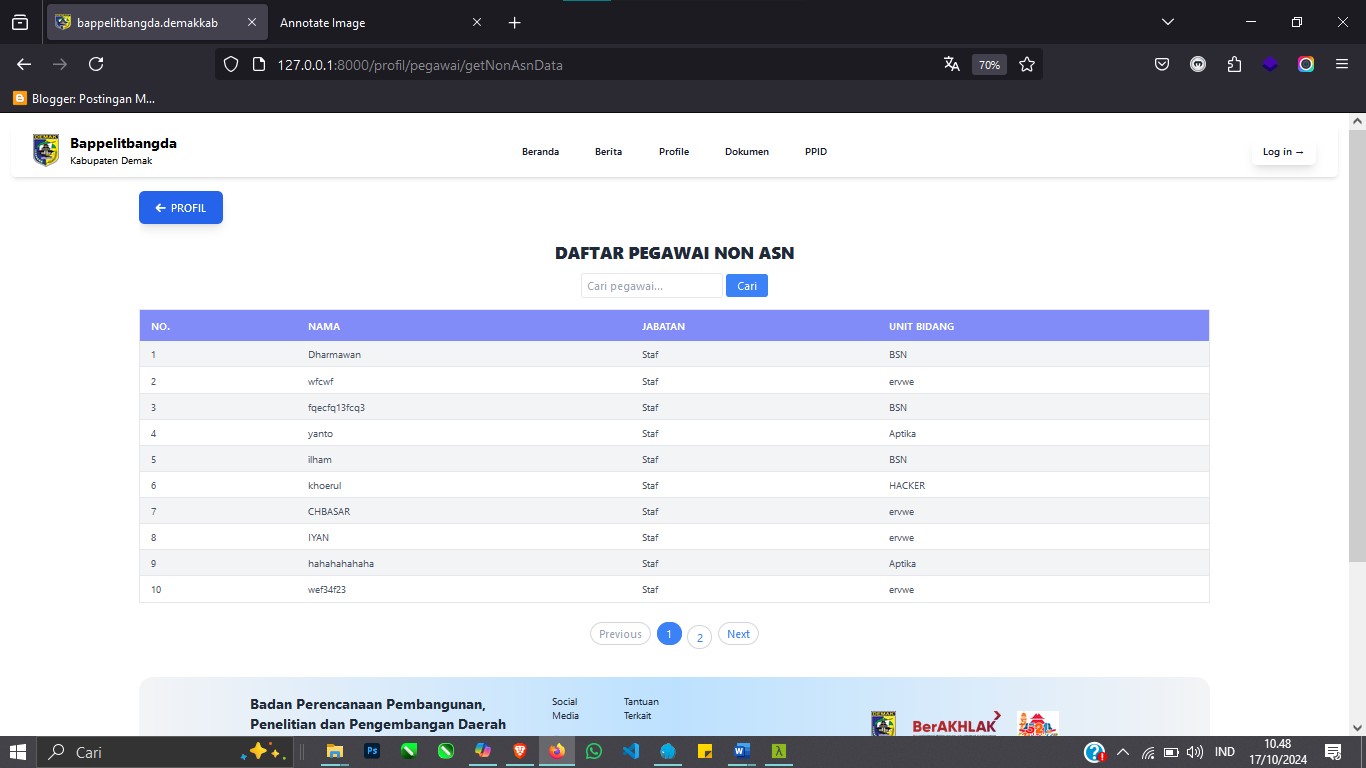 bappelitbangda.demakkab
Annotate Image
127.0.0.1:8000/profil/pegawai/getNonAsnData
70%
Blogger: Postingan M...
DEMAK
Bappelitbangda
Kabupaten Demak
Beranda Berita Profile Dokumen PPID
Log in →
← PROFIL
DAFTAR PEGAWAI NON ASN
Cari pegawai... Cari
NO. NAMA JABATAN UNIT BIDANG
1 Dharmawan Staf BSN
2 wfcwf Staf ervwe
3 fqecfq13fcq3 Staf BSN
4 yanto Staf Aptika
5 ilham Staf BSN
6 khoerul Staf HACKER
7 CHBASAR Staf ervwe
8 IYAN Staf ervwe
9 hahahahahaha Staf Aptika
10 wef34f23 Staf ervwe
Previous 1 2 Next
Badan Perencanaan Pembangunan,
Penelitian dan Pengembangan Daerah
Social
Media
Tantuan
Terkait
DEMAK
BerAKHLAK
Cari
Ps
IND
10.48
17/10/2024